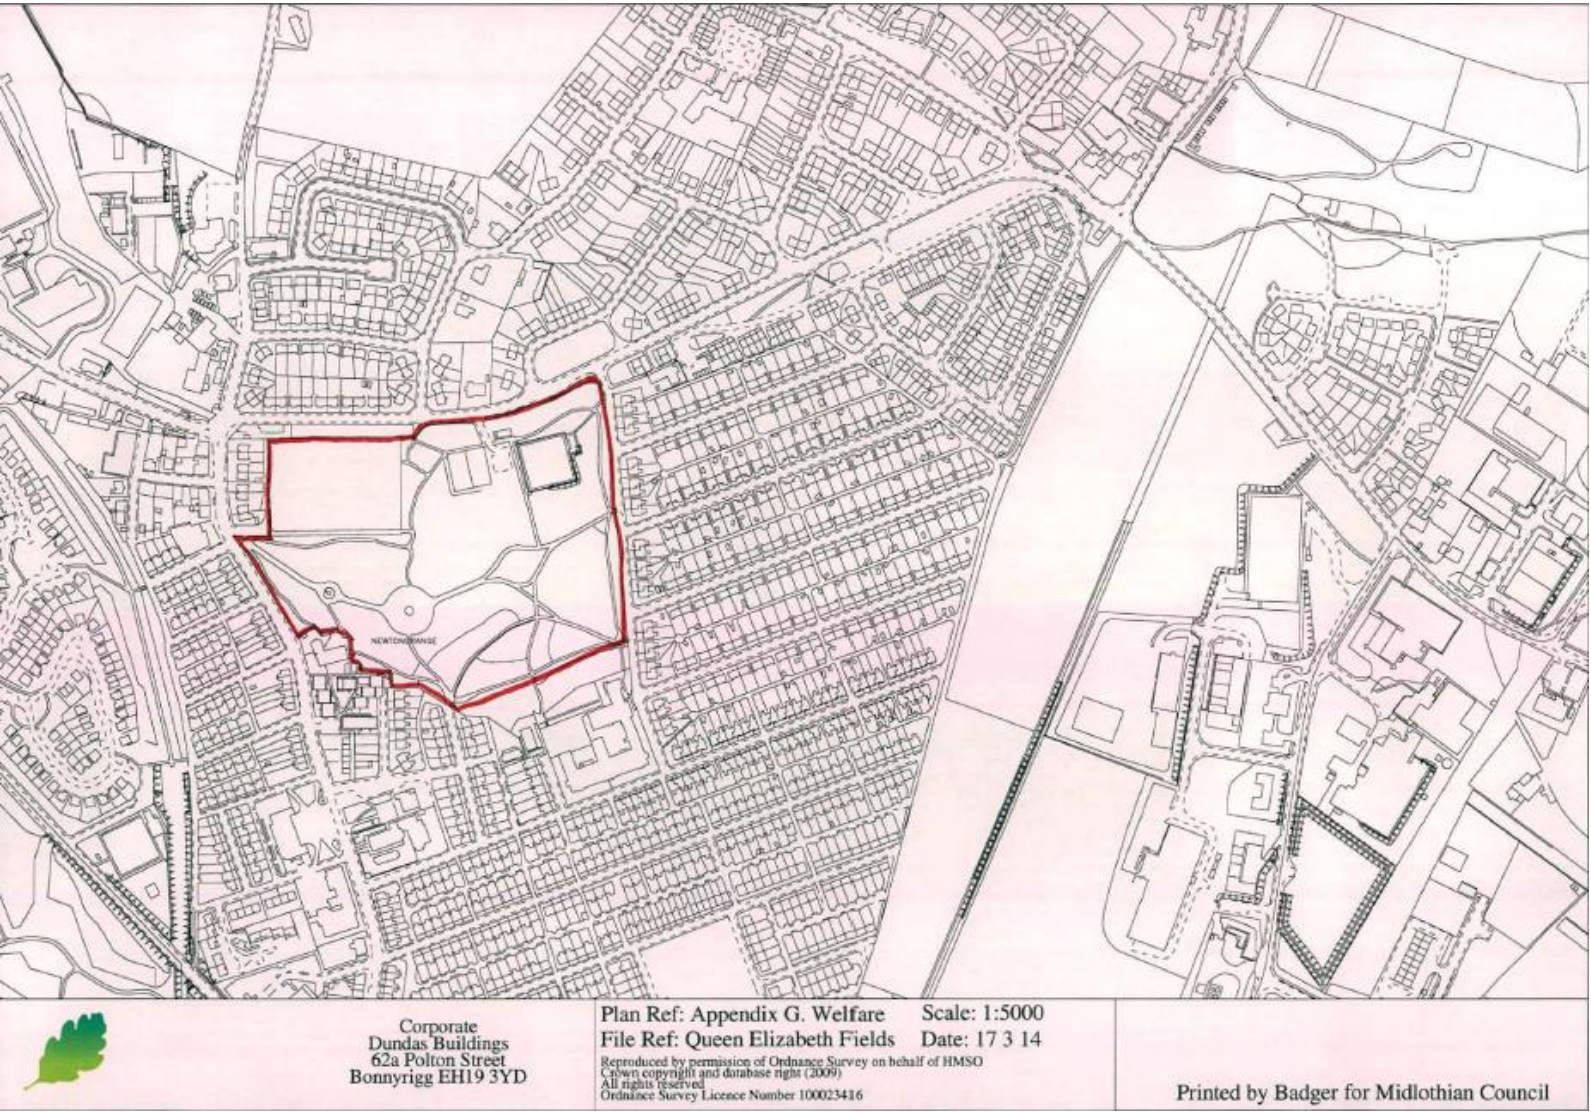 NEWTONGRANGE
Corporate
Dundas Buildings
62a Polton Street
Bonnyrigg EH19 3YD
Plan Ref: Appendix G. Welfare Scale: 1:5000
File Ref: Queen Elizabeth Fields Date: 17 3 14
Reproduced by permission of Ordnance Survey on behalf of HMSO
Crown copyright and database right (2009)
All rights reserved
Ordnance Survey Licence Number 100023416
Printed by Badger for Midlothian Council